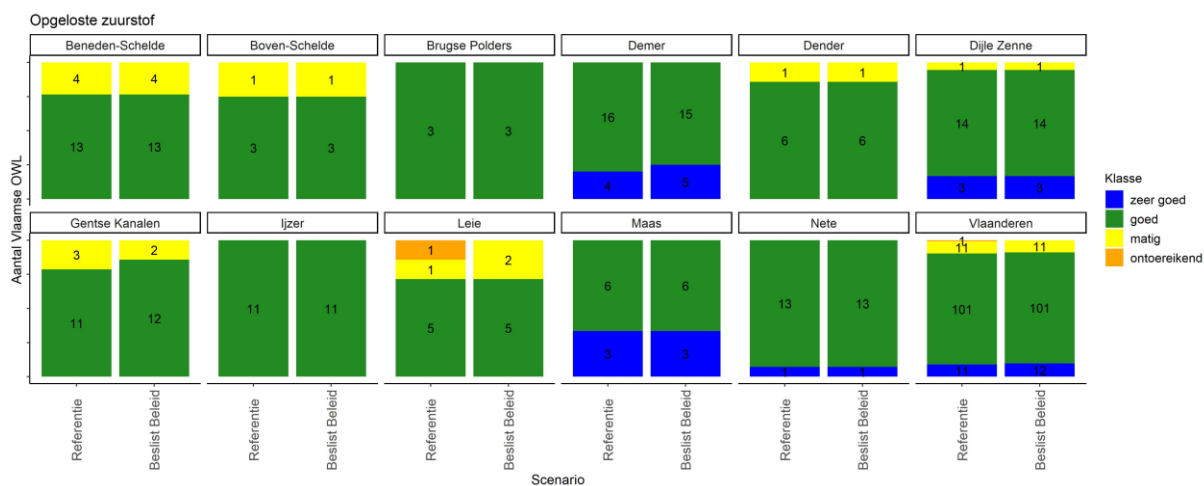 Opgeloste zuurstof
Beneden-Schelde Boven-Schelde Brugse Polders Demer Dender Dijle Zenne
4 4 1 1 1 1 1 1
13 13 3 3 3 3 16 15 6 6 14 14
4 5 3 3
Gentse Kanalen Ijzer Leie Maas Nete Vlaanderen
3 2 1 1 2 1 11 11
11 12 11 11 5 5 6 6 13 13 101 101
3 3 1 1 11 12
Referentie Beslist Beleid Referentie Beslist Beleid Referentie Beslist Beleid Referentie Beslist Beleid Referentie Beslist Beleid Referentie Beslist Beleid
Scenario
Aantal Vlaamse OWL
Klasse
zeer goed
goed
matig
ontoereikend